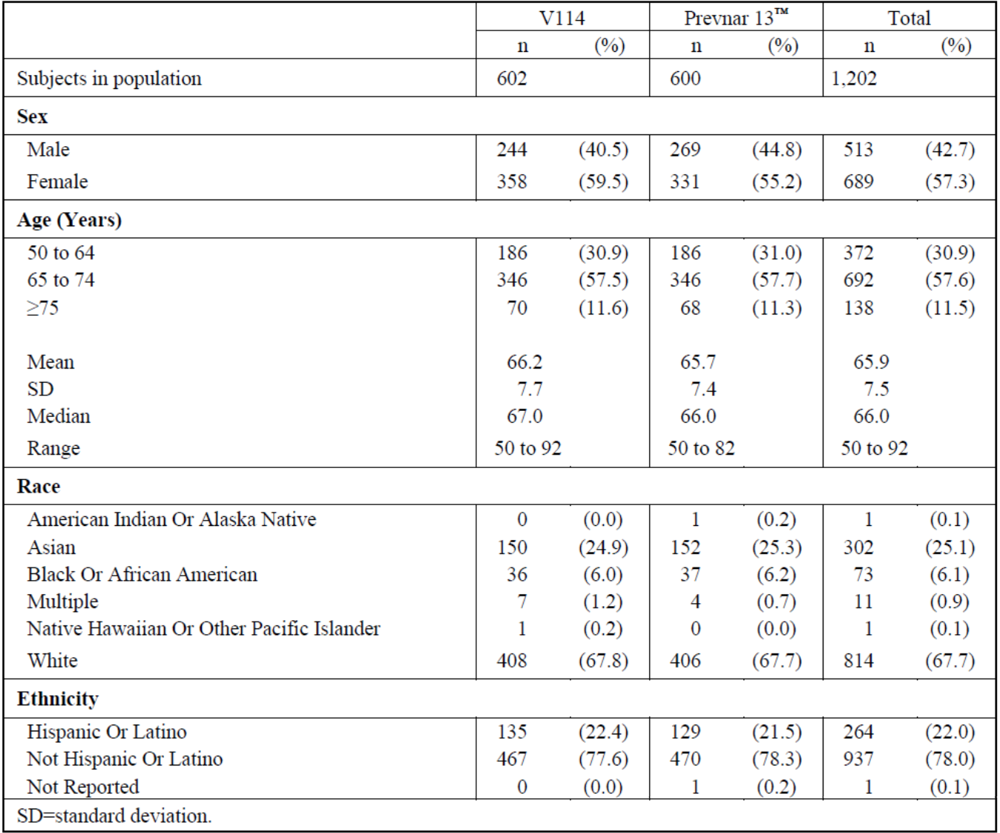 V114 Prevnar 13™ Total
n (%) n (%) n (%)
Subjects in population 602 600 1,202
Sex
Male 244 (40.5) 269 (44.8) 513 (42.7)
Female 358 (59.5) 331 (55.2) 689 (57.3)
Age (Years)
50 to 64 186 (30.9) 186 (31.0) 372 (30.9)
65 to 74 346 (57.5) 346 (57.7) 692 (57.6)
≥75 70 (11.6) 68 (11.3) 138 (11.5)
Mean 66.2 65.7 65.9
SD 7.7 7.4 7.5
Median 67.0 66.0 66.0
Range 50 to 92 50 to 82 50 to 92
Race
American Indian Or Alaska Native 0 (0.0) 1 (0.2) 1 (0.1)
Asian 150 (24.9) 152 (25.3) 302 (25.1)
Black Or African American 36 (6.0) 37 (6.2) 73 (6.1)
Multiple 7 (1.2) 4 (0.7) 11 (0.9)
Native Hawaiian Or Other Pacific Islander 1 (0.2) 0 (0.0) 1 (0.1)
White 408 (67.8) 406 (67.7) 814 (67.7)
Ethnicity
Hispanic Or Latino 135 (22.4) 129 (21.5) 264 (22.0)
Not Hispanic Or Latino 467 (77.6) 470 (78.3) 937 (78.0)
Not Reported 0 (0.0) 1 (0.2) 1 (0.1)
SD=standard deviation.